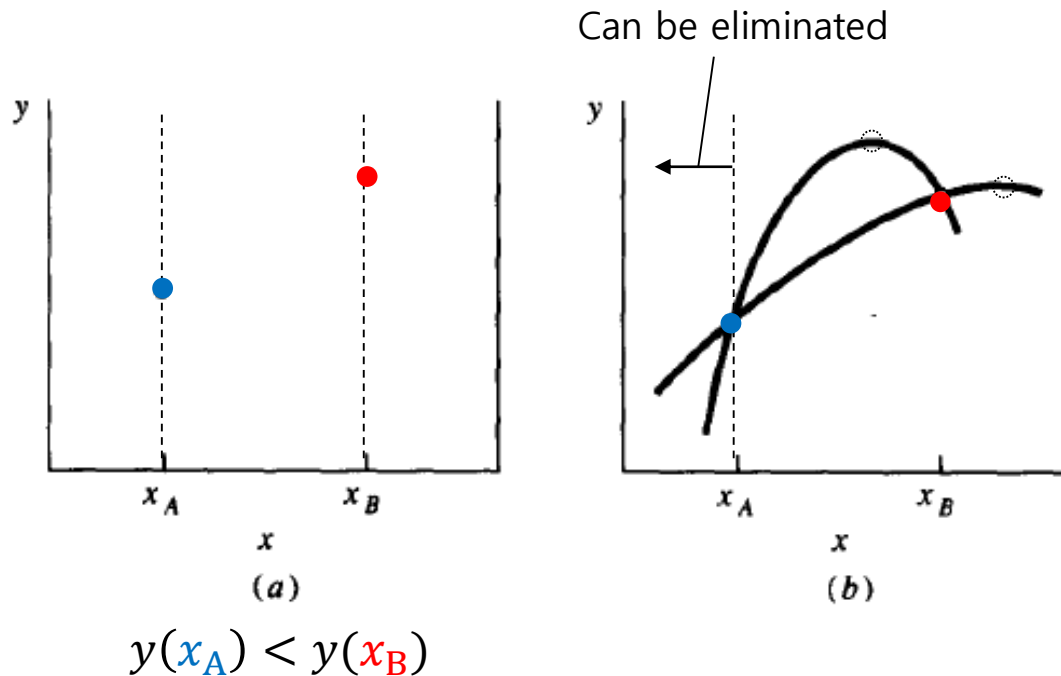 Can be eliminated
y
y
x_A
x_B
x_A
x_B
x
x
(a)
(b)
y(x_A) < y(x_B)